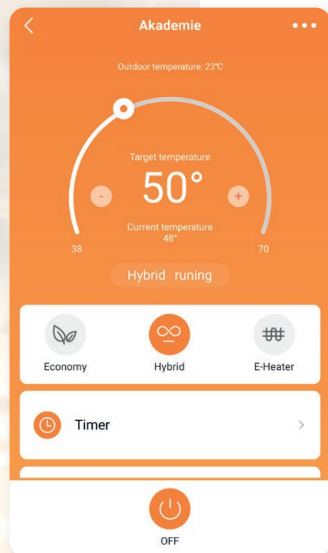 Akademie
Outdoor temperature: 23℃
Target temperature
- 50° +
Current temperature
48°
38 70
Hybrid runing
Economy Hybrid E-Heater
Timer
OFF